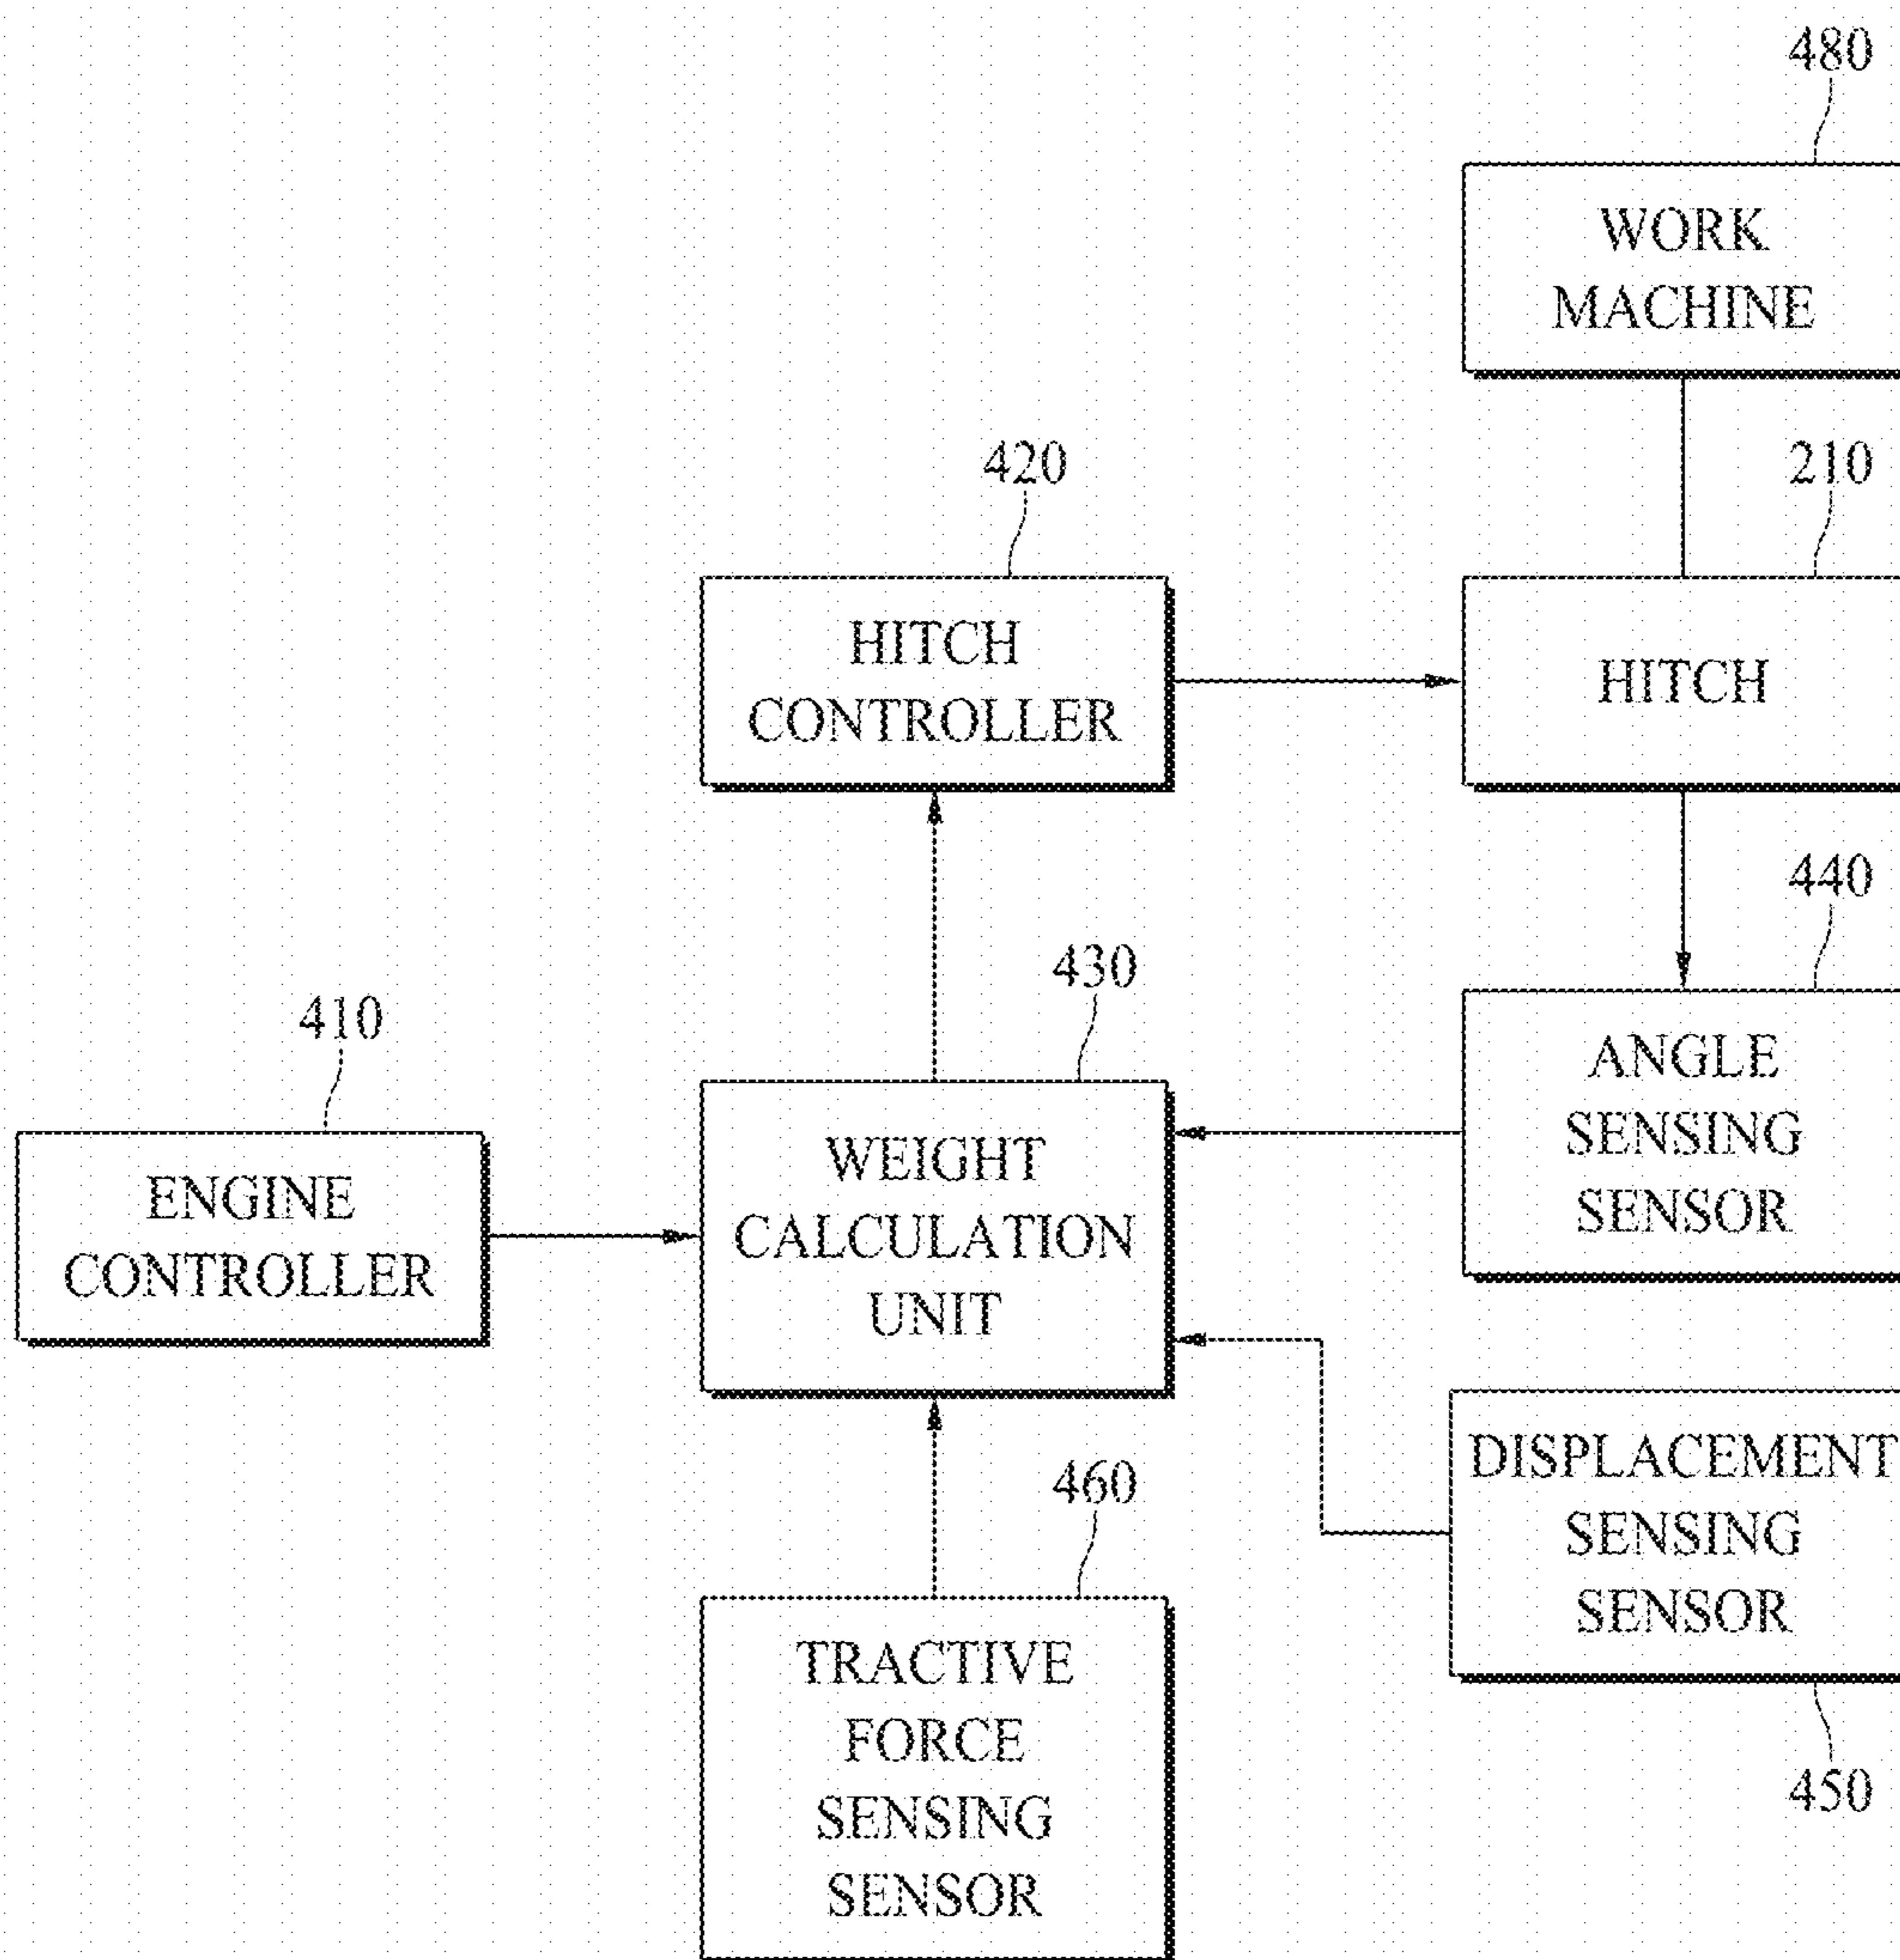 480
WORK
MACHINE
420
210
HITCH
CONTROLLER
HITCH
440
430
410
ANGLE
SENSING
SENSOR
ENGINE
CONTROLLER
WEIGHT
CALCULATION
UNIT
460
DISPLACEMENT
SENSING
SENSOR
TRACTIVE
FORCE
SENSING
SENSOR
450